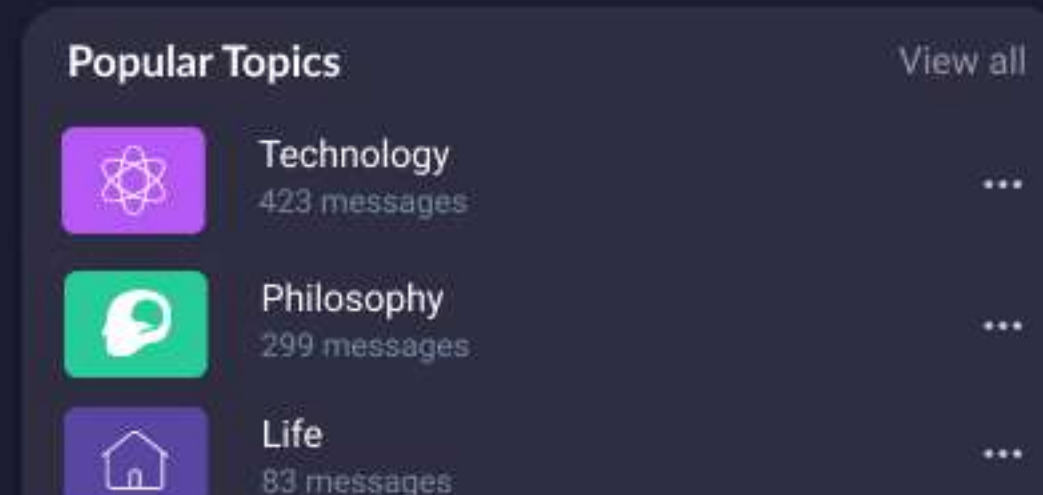 Popular Topics
View all
Technology
423 messages
Philosophy
299 messages
Life
83 messages